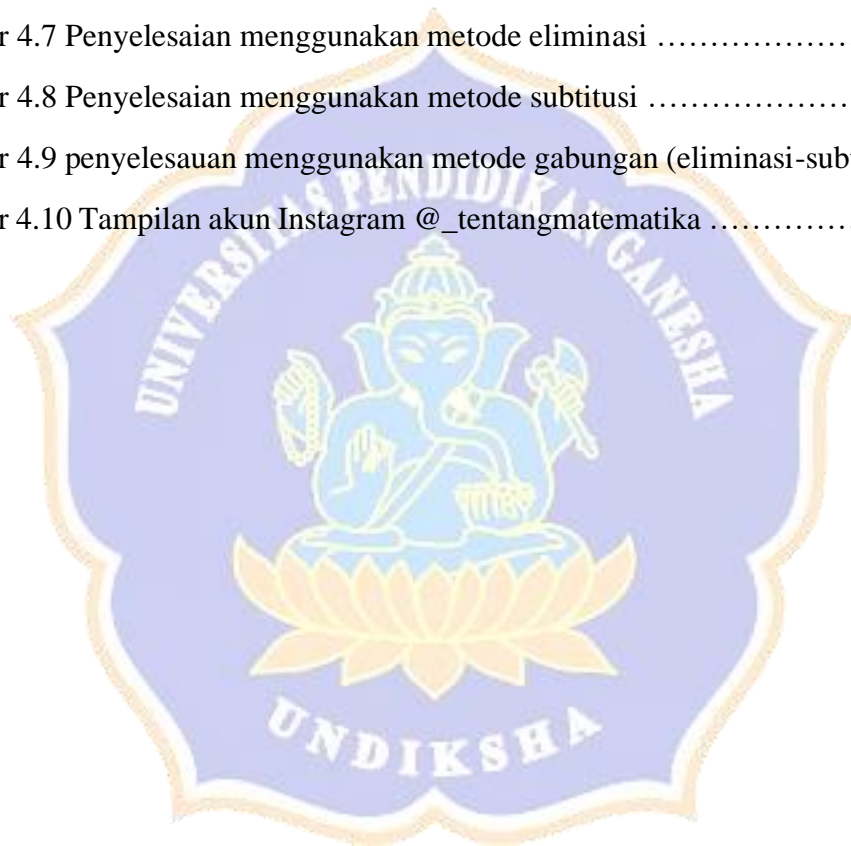 r 4.7 Penyelesaian menggunakan metode eliminasi …………………
r 4.8 Penyelesaian menggunakan metode subtitusi …………………
r 4.9 penyelesauan menggunakan metode gabungan (eliminasi-sub
r 4.10 Tampilan akun Instagram @_tentangmatematika ……………
UNIVERSITAS PENDIDIKAN GANESHA
UNDIKSHA